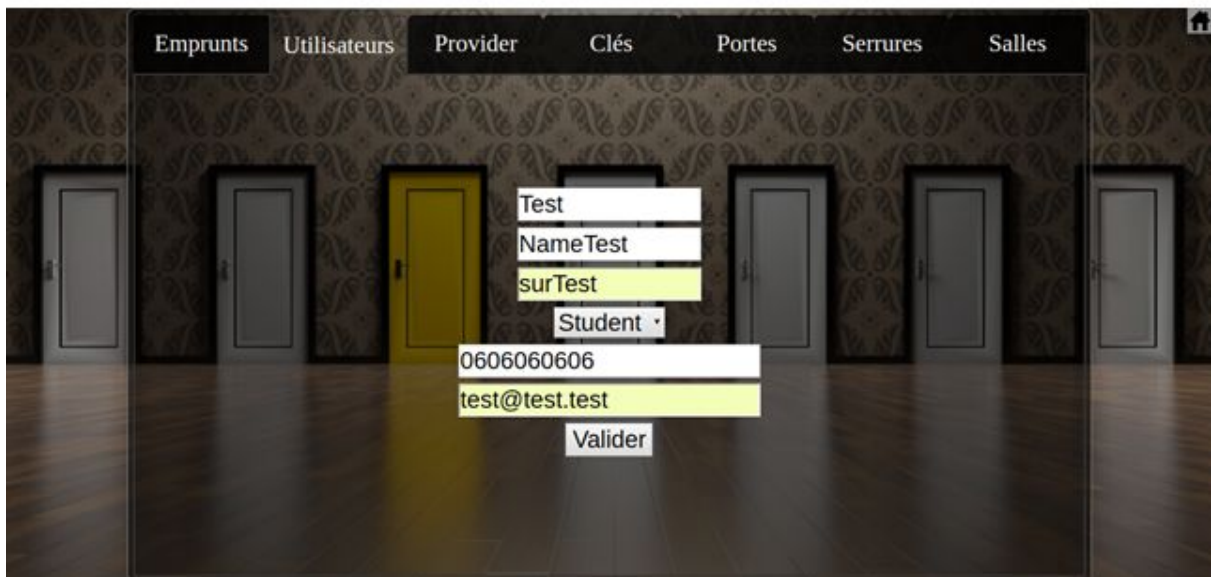 Emprunts Utilisateurs Provider Clés Portes Serrures Salles
Test
NameTest
surTest
Student
0606060606
test@test.test
Valider